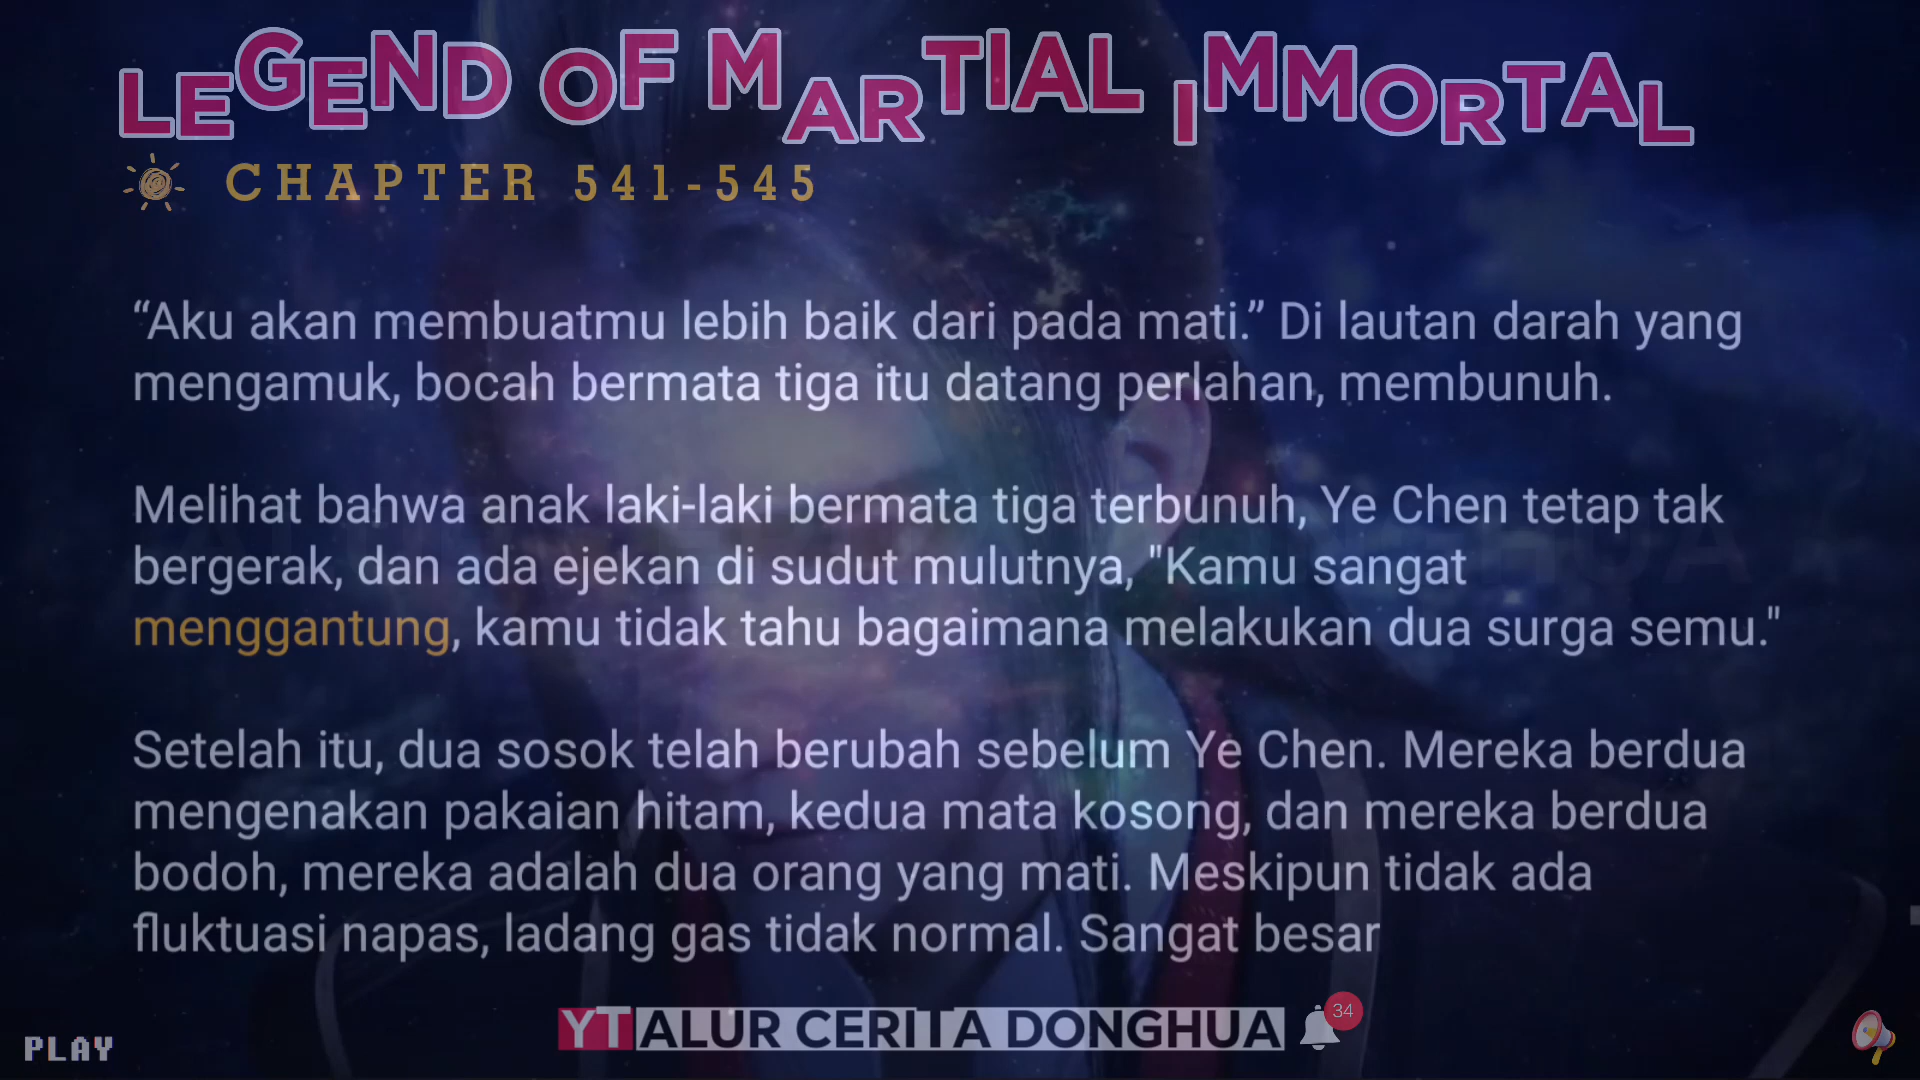 LEGEND OF MARTIAL IMMORTAL
CHAPTER 541-545
“Aku akan membuatmu lebih baik dari pada mati.” Di lautan darah yang
mengamuk, bocah bermata tiga itu datang perlahan, membunuh.
Melihat bahwa anak laki-laki bermata tiga terbunuh, Ye Chen tetap tak
bergerak, dan ada ejekan di sudut mulutnya, "Kamu sangat
menggantung, kamu tidak tahu bagaimana melakukan dua surga semu."
Setelah itu, dua sosok telah berubah sebelum Ye Chen. Mereka berdua
mengenakan pakaian hitam, kedua mata kosong, dan mereka berdua
bodoh, mereka adalah dua orang yang mati. Meskipun tidak ada
fluktuasi napas, ladang gas tidak normal. Sangat besar
YT ALUR CERITA DONGHUA 34
PLAY